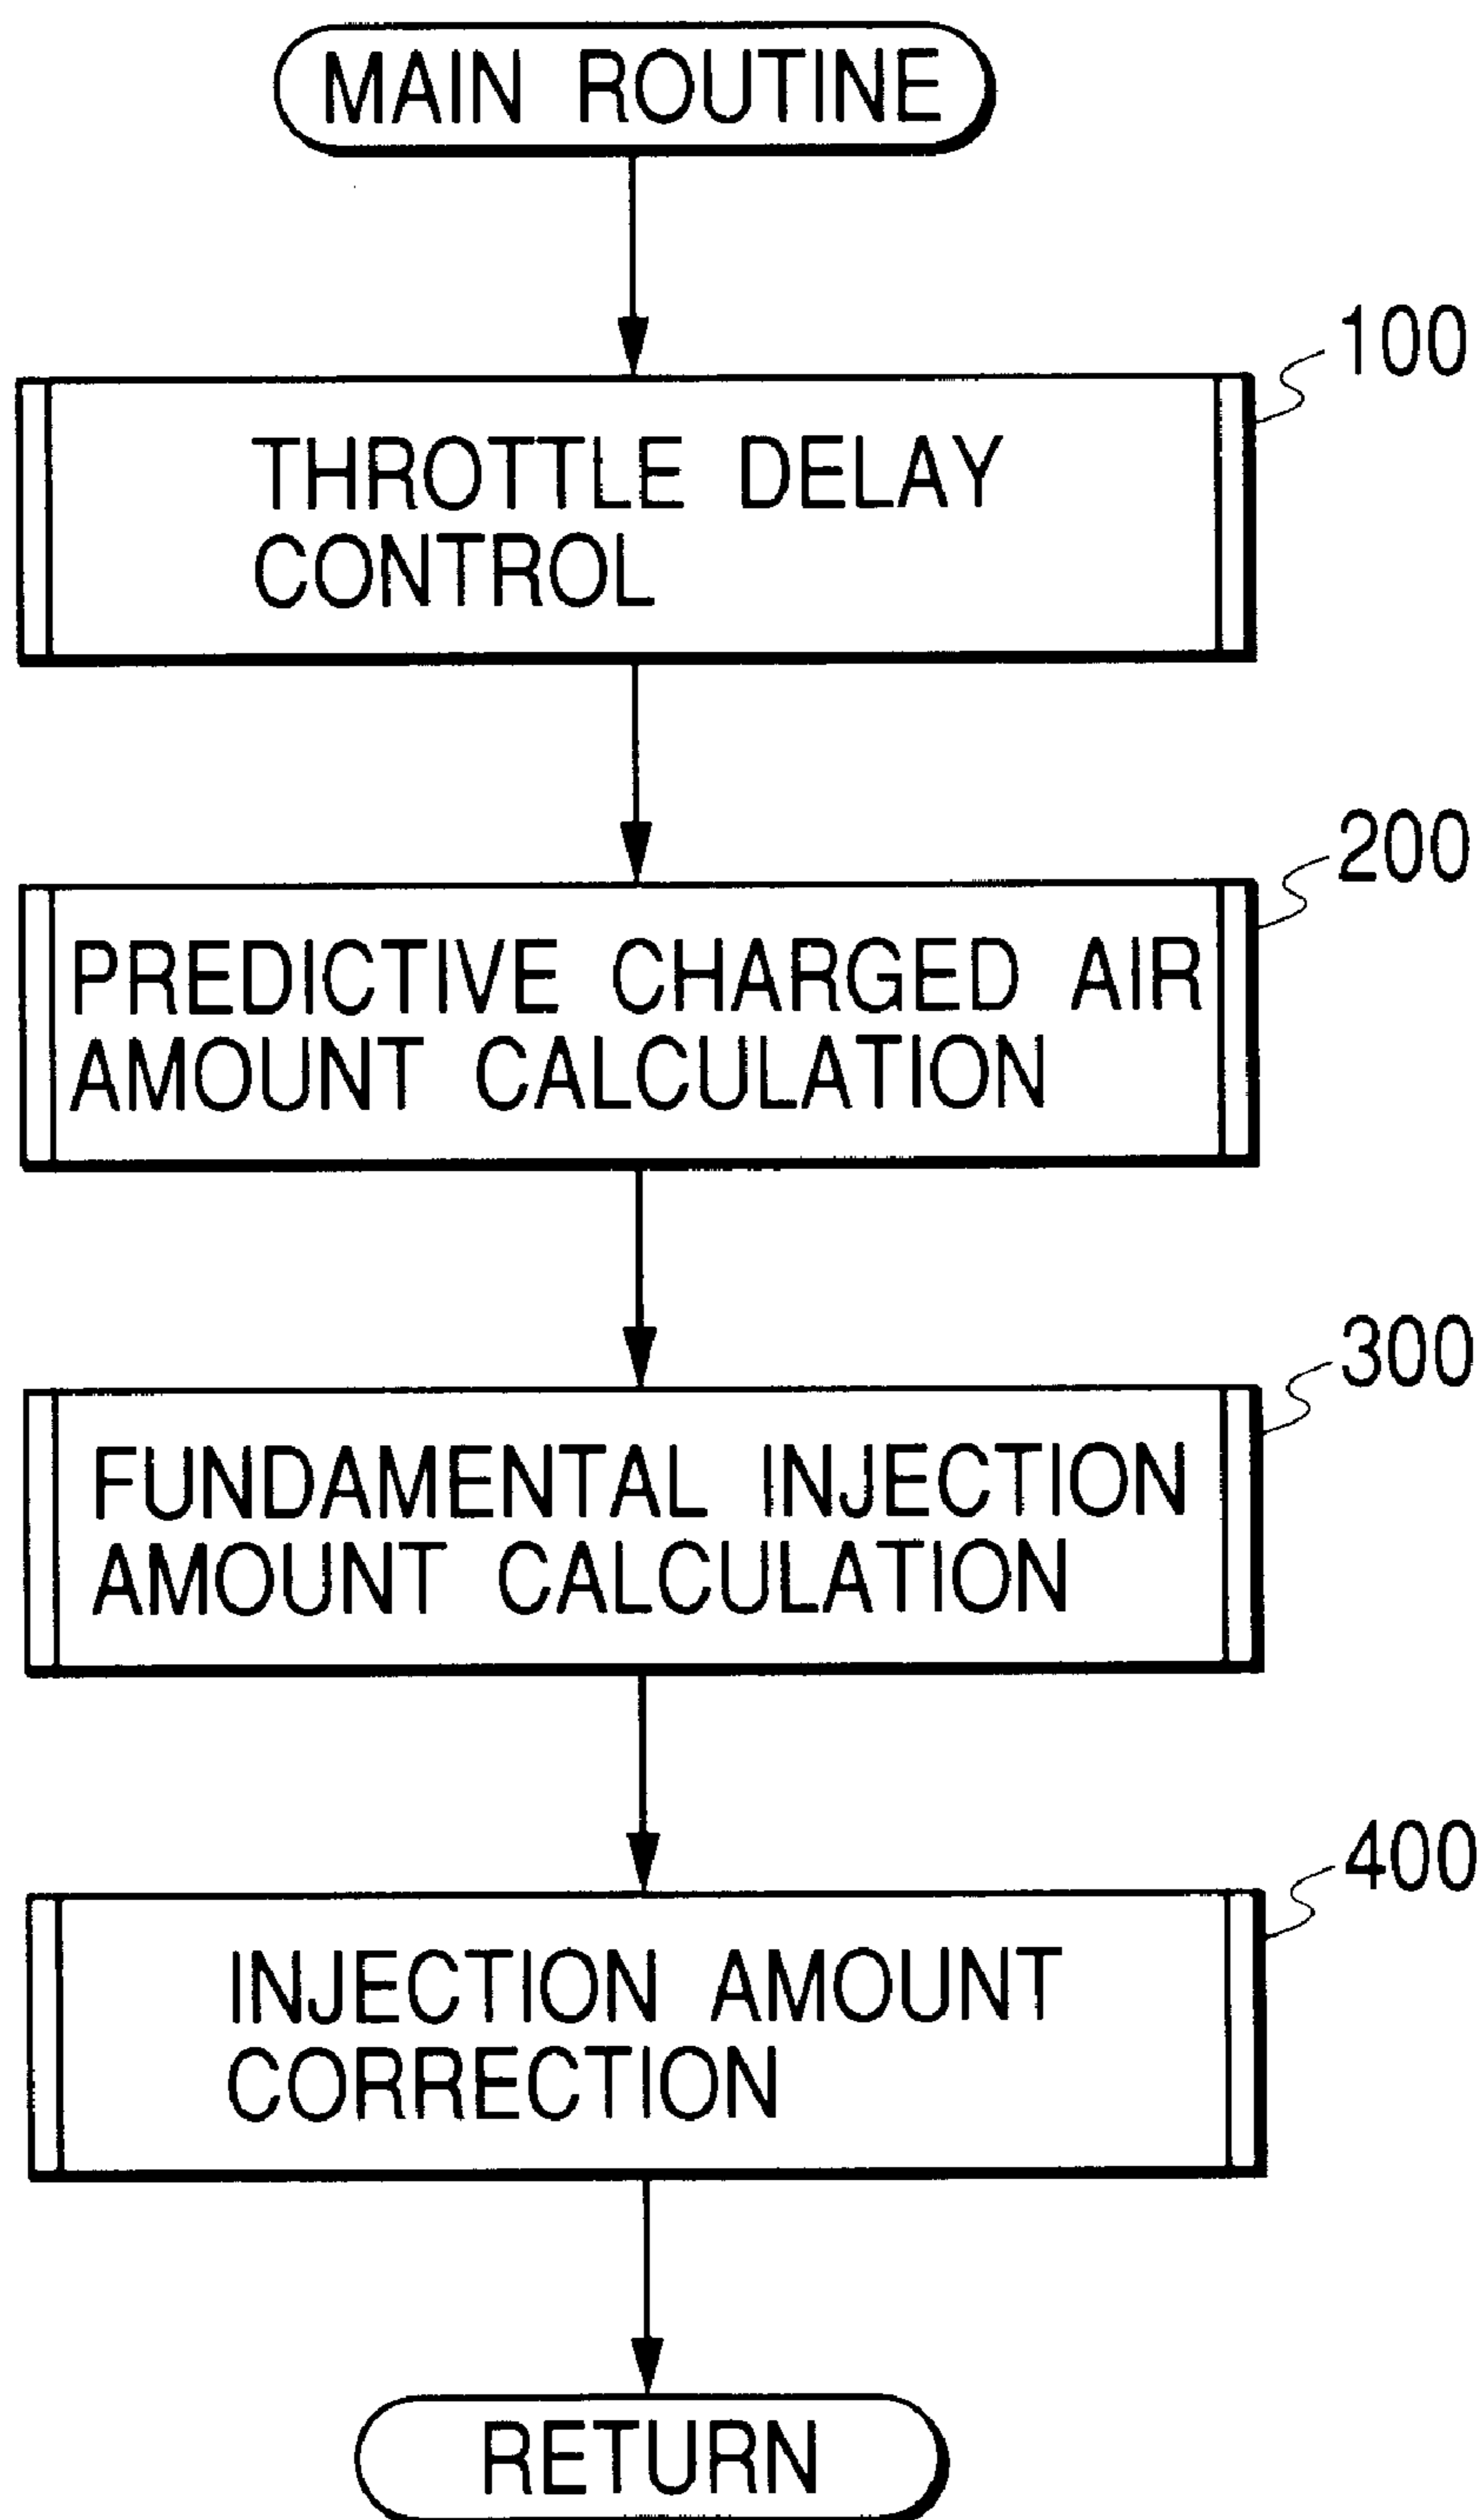 MAIN ROUTINE
100
THROTTLE DELAY
CONTROL
200
PREDICTIVE CHARGED AIR
AMOUNT CALCULATION
300
FUNDAMENTAL INJECTION
AMOUNT CALCULATION
400
INJECTION AMOUNT
CORRECTION
RETURN